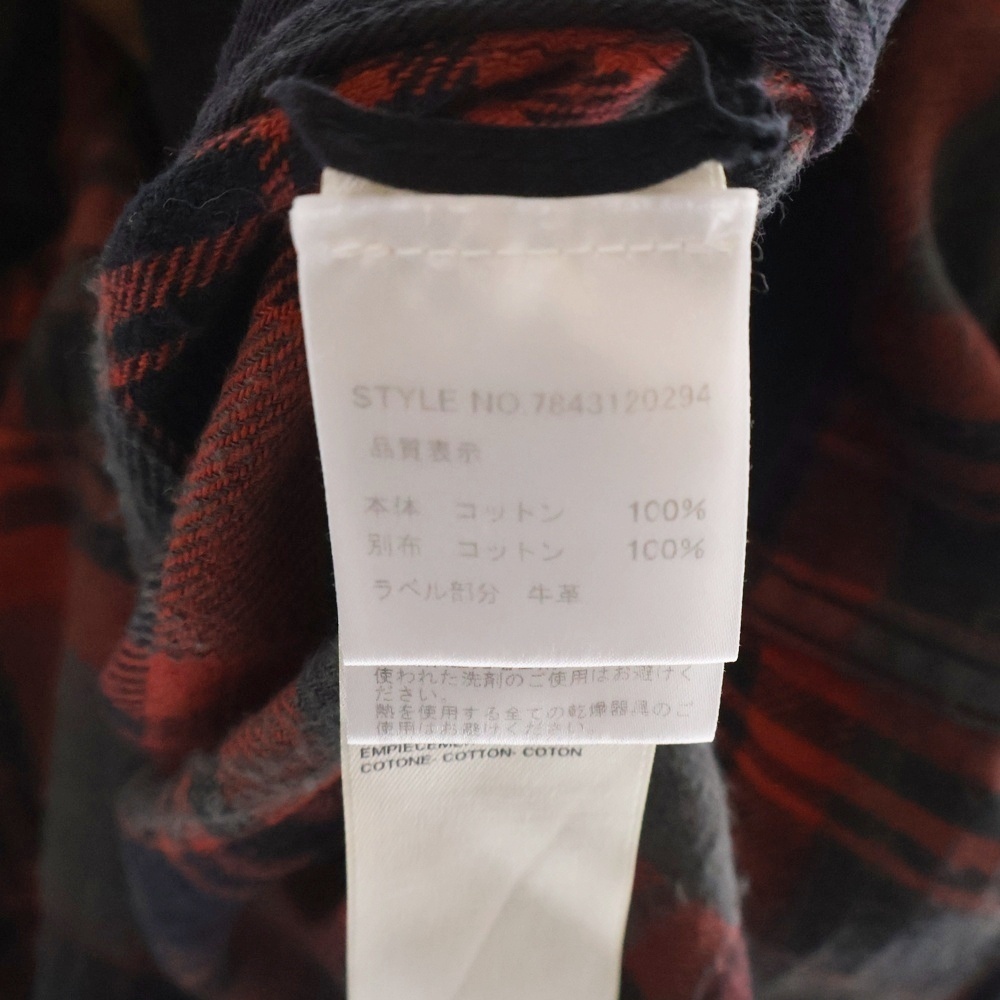 STYLE NO.7843120294
品質表示
本体 コットン 100%
別布 コットン 100%
ラベル部分 牛革
使われた洗剤のご使用はお避けく
ださい。
熱を使用する全ての乾燥器具のご
使用はお避けください。
COTONE- COTTON- COTON